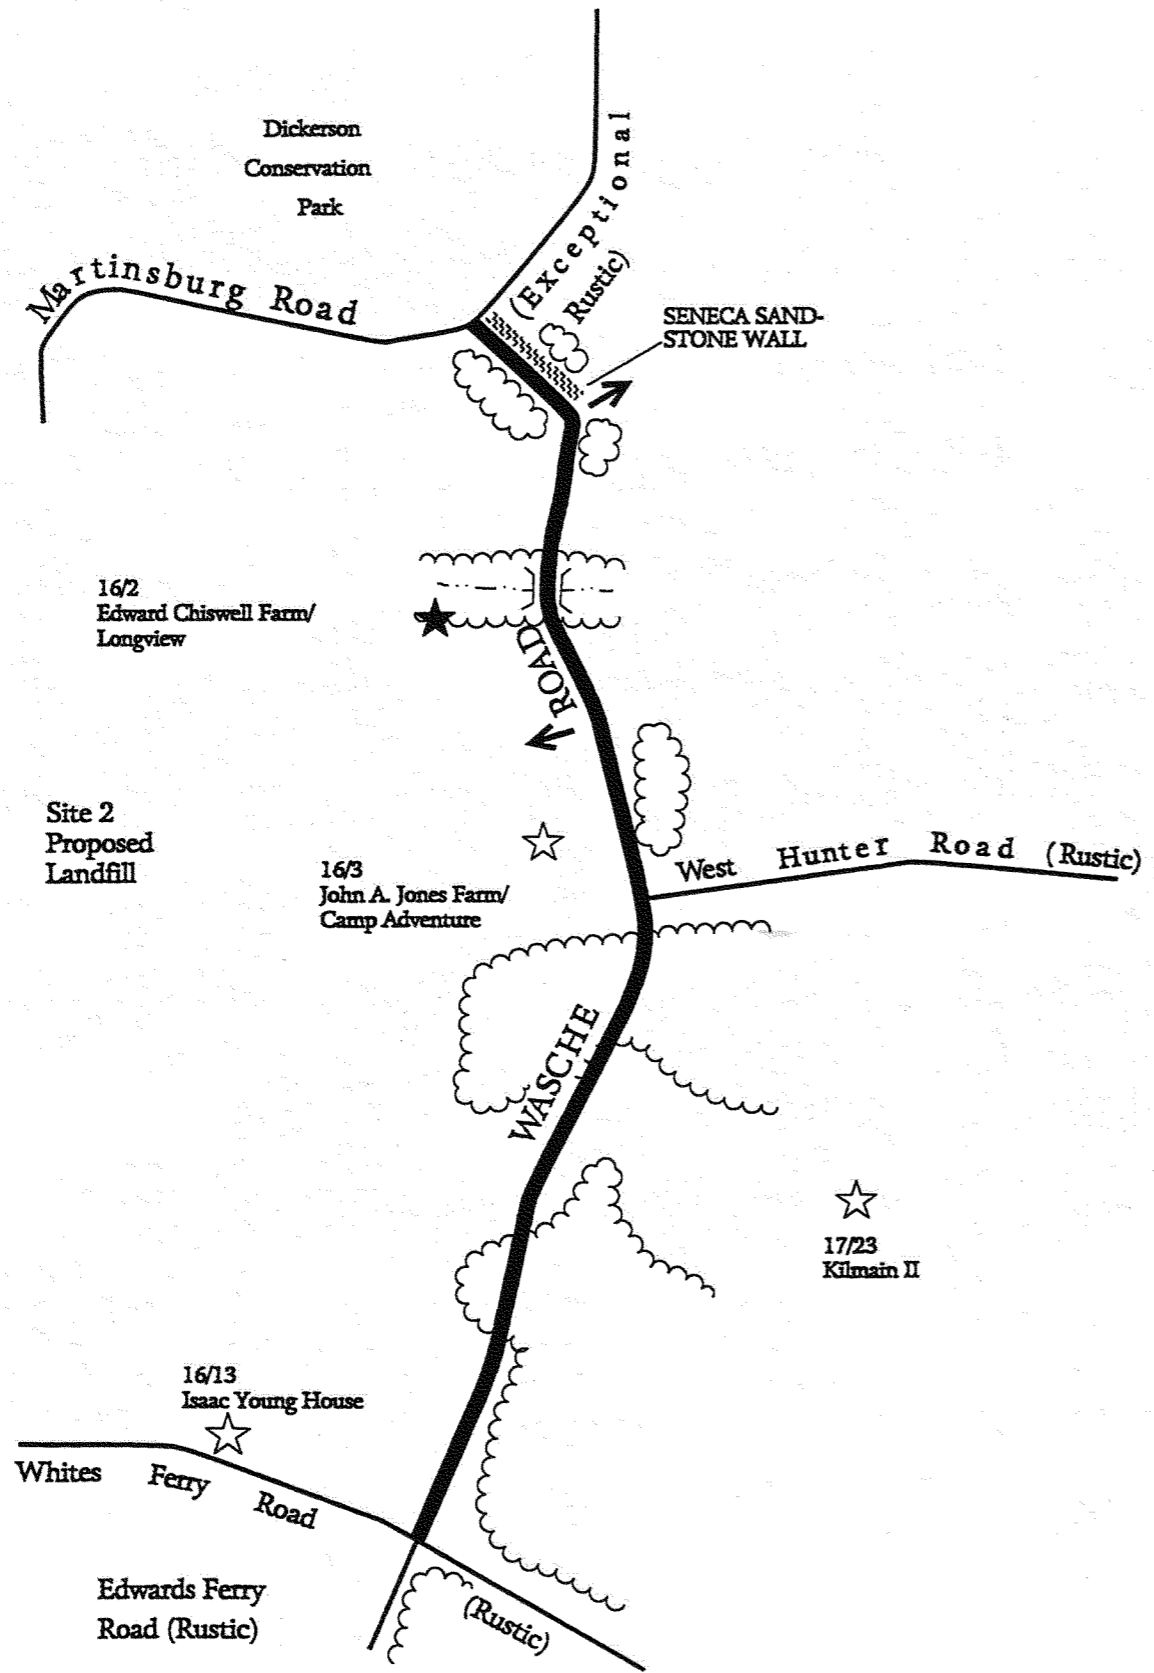 Dickerson
Conservation
Park
Martinsburg Road
(Exceptional
Rustic)
SENECA SAND-
STONE WALL
16/2
Edward Chiswell Farm/
Longview
ROAD
Site 2
Proposed
Landfill
16/3
John A. Jones Farm/
Camp Adventure
West Hunter Road (Rustic)
WASCHE
17/23
Kilmain II
16/13
Isaac Young House
Whites Ferry Road
(Rustic)
Edwards Ferry
Road (Rustic)